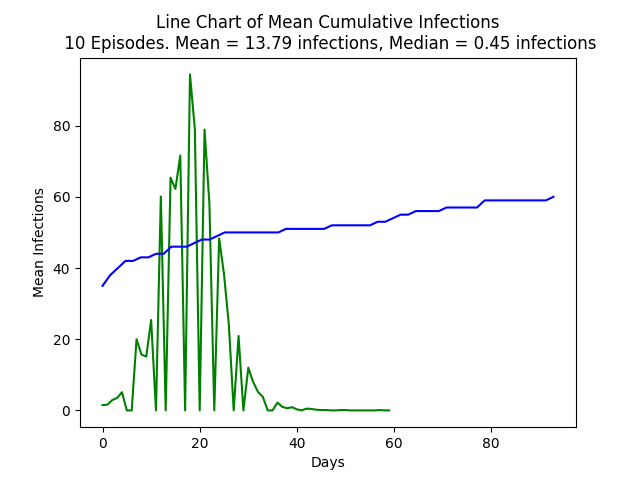 Line Chart of Mean Cumulative Infections
10 Episodes. Mean = 13.79 infections, Median = 0.45 infections
80
60
40
20
0
Mean Infections
0 20 40 60 80
Days